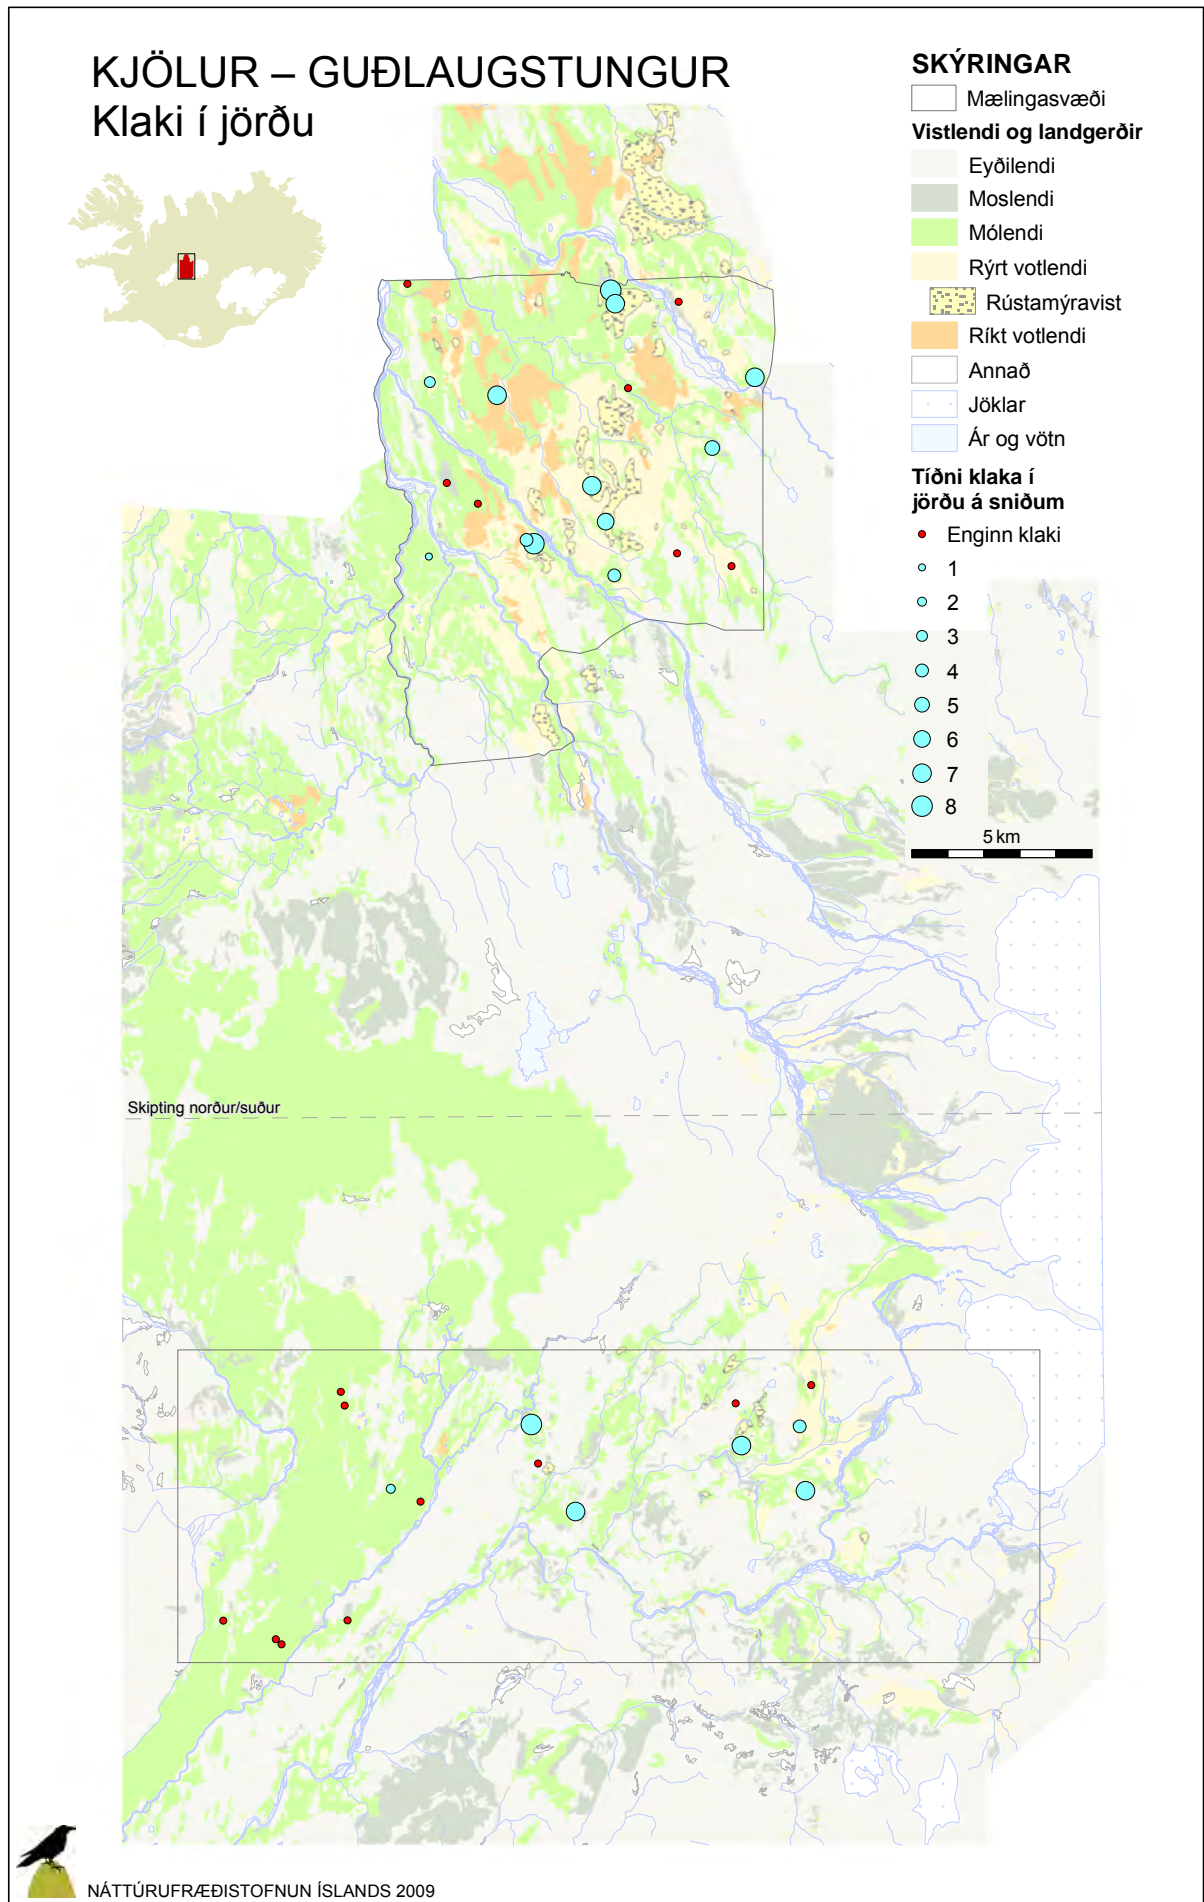 KJÖLUR – GUÐLAUGSTUNGUR
Klaki í jörðu
SKÝRINGAR
Mælingasvæði
Vistlendi og landgerðir
Eyðilendi
Moslendi
Mólendi
Rýrt votlendi
Rústamýravist
Ríkt votlendi
Annað
Jöklar
Ár og vötn
Tíðni klaka í
jörðu á sniðum
Enginn klaki
1
2
3
4
5
6
7
8
5 km
Skipting norður/suður
NÁTTÚRUFRÆÐISTOFNUN ÍSLANDS 2009